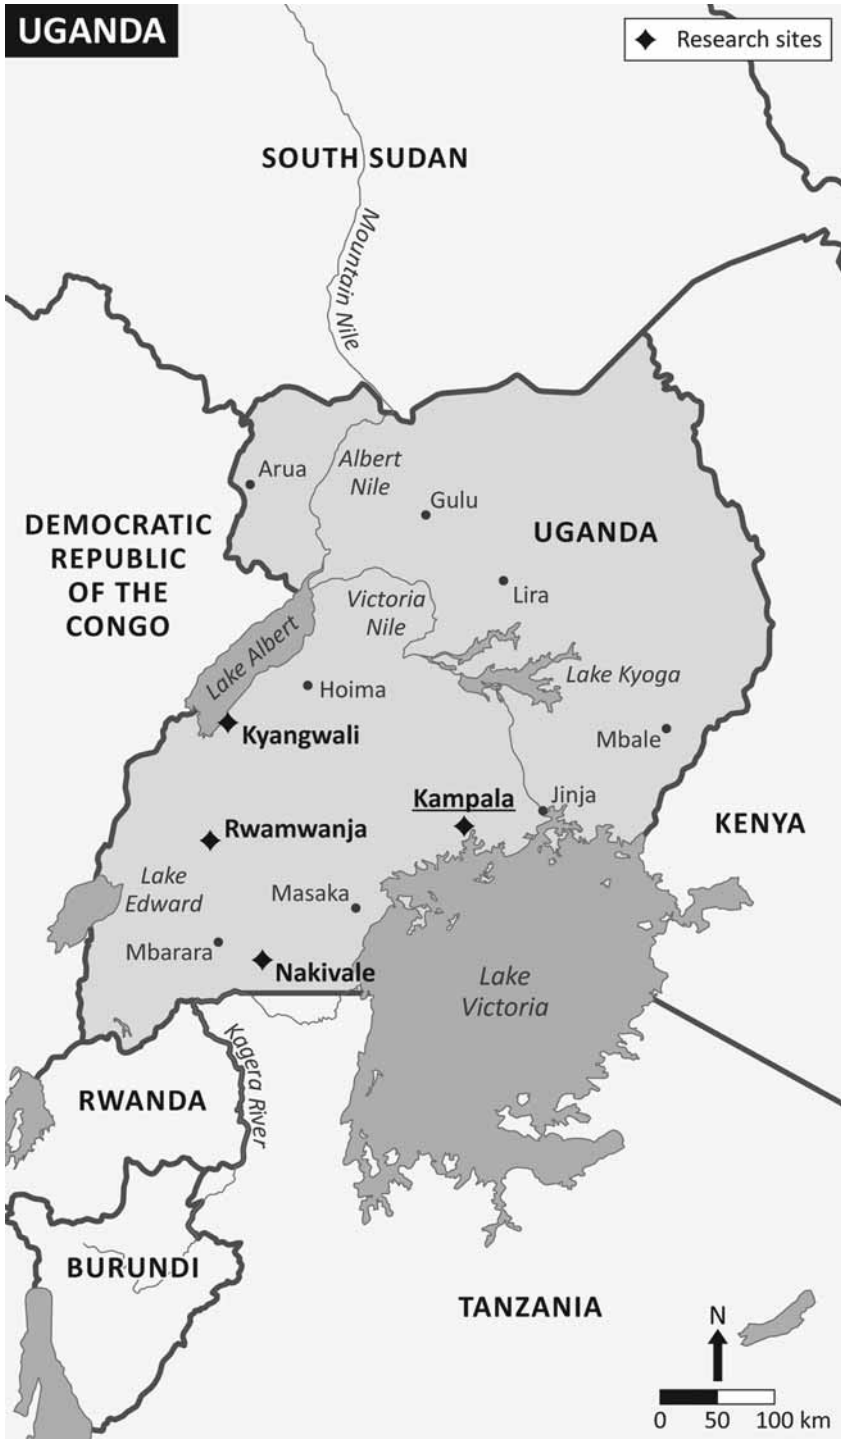 UGANDA
Research sites
SOUTH SUDAN
Mountain Nile
Arua
Albert
Nile
Gulu
DEMOCRATIC
REPUBLIC
OF THE
CONGO
UGANDA
Lira
Victoria
Nile
Lake Albert
Lake Kyoga
Hoima
Kyangwali
Mbale
Kampala
Jinja
Rwamwanja
KENYA
Lake
Edward
Masaka
Mbarara
Nakivale
Lake
Victoria
Kagera River
RWANDA
BURUNDI
TANZANIA
N
0 50 100 km